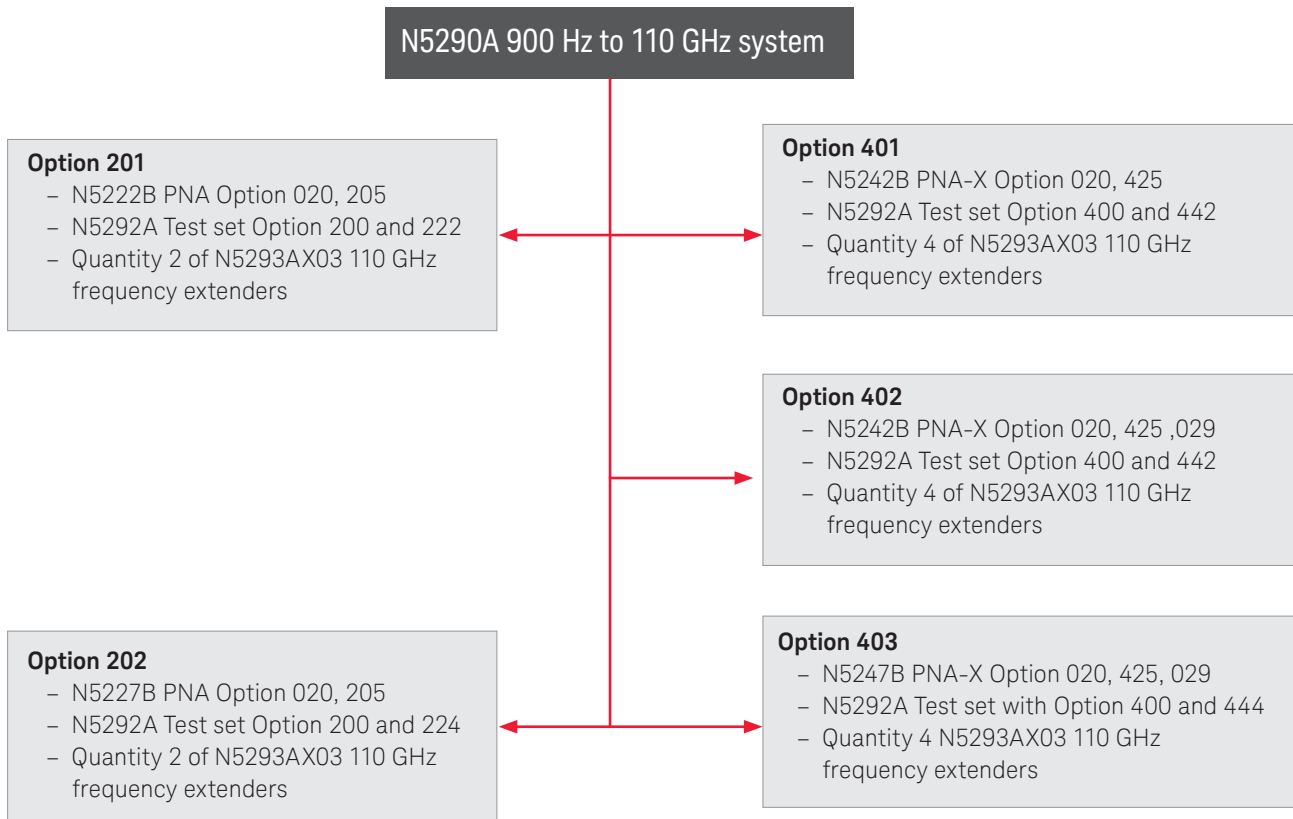 N5290A 900 Hz to 110 GHz system
Option 201
– N5222B PNA Option 020, 205
– N5292A Test set Option 200 and 222
– Quantity 2 of N5293AX03 110 GHz
frequency extenders
Option 401
– N5242B PNA-X Option 020, 425
– N5292A Test set Option 400 and 442
– Quantity 4 of N5293AX03 110 GHz
frequency extenders
Option 402
– N5242B PNA-X Option 020, 425 ,029
– N5292A Test set Option 400 and 442
– Quantity 4 of N5293AX03 110 GHz
frequency extenders
Option 202
– N5227B PNA Option 020, 205
– N5292A Test set Option 200 and 224
– Quantity 2 of N5293AX03 110 GHz
frequency extenders
Option 403
– N5247B PNA-X Option 020, 425, 029
– N5292A Test set with Option 400 and 444
– Quantity 4 N5293AX03 110 GHz
frequency extenders